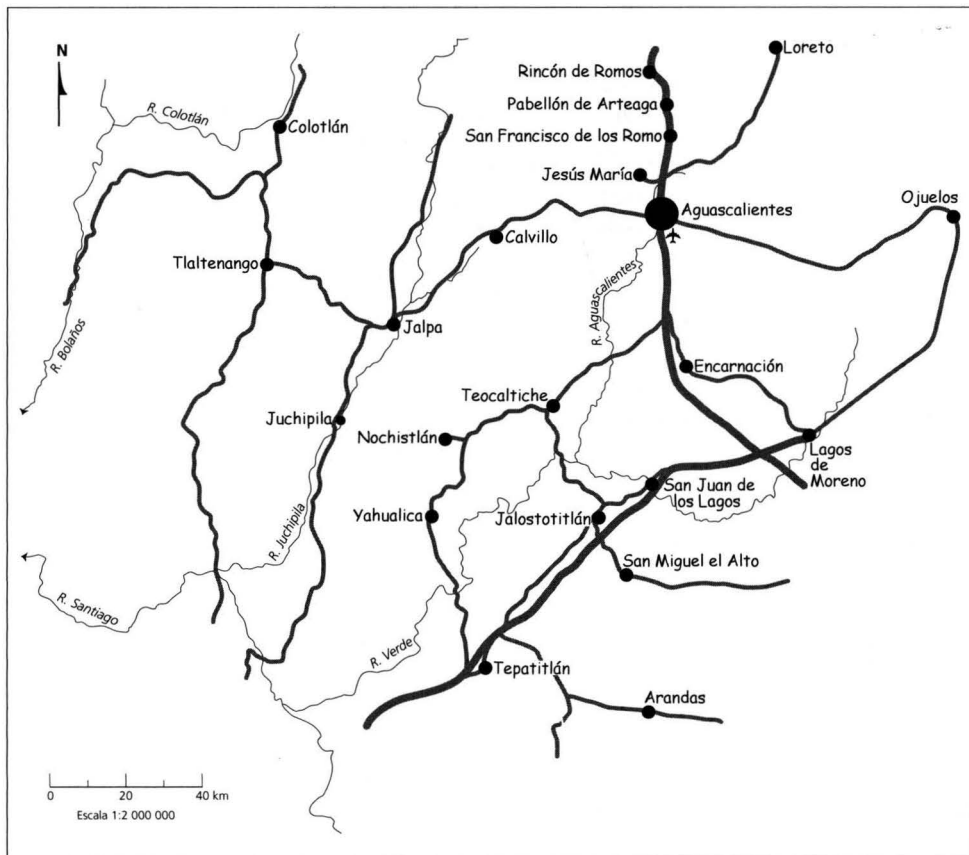 N
Loreto
Rincón de Romos
Pabellón de Arteaga
San Francisco de los Romo
R. Colotlán
Colotlán
Jesús María
Aguascalientes
Ojuelos
Calvillo
Tlaltenango
R. Aguascalientes
Jalpa
R. Bolaños
Encarnación
Teocaltiche
Juchipila
Nochistlán
Lagos
de
Moreno
San Juan de
los Lagos
Yahualica
Jalostotitlán
R. Juchipila
San Miguel el Alto
R. Santiago
R. Verde
Tepatitlán
Arandas
0 20 40 km
Escala 1:2 000 000